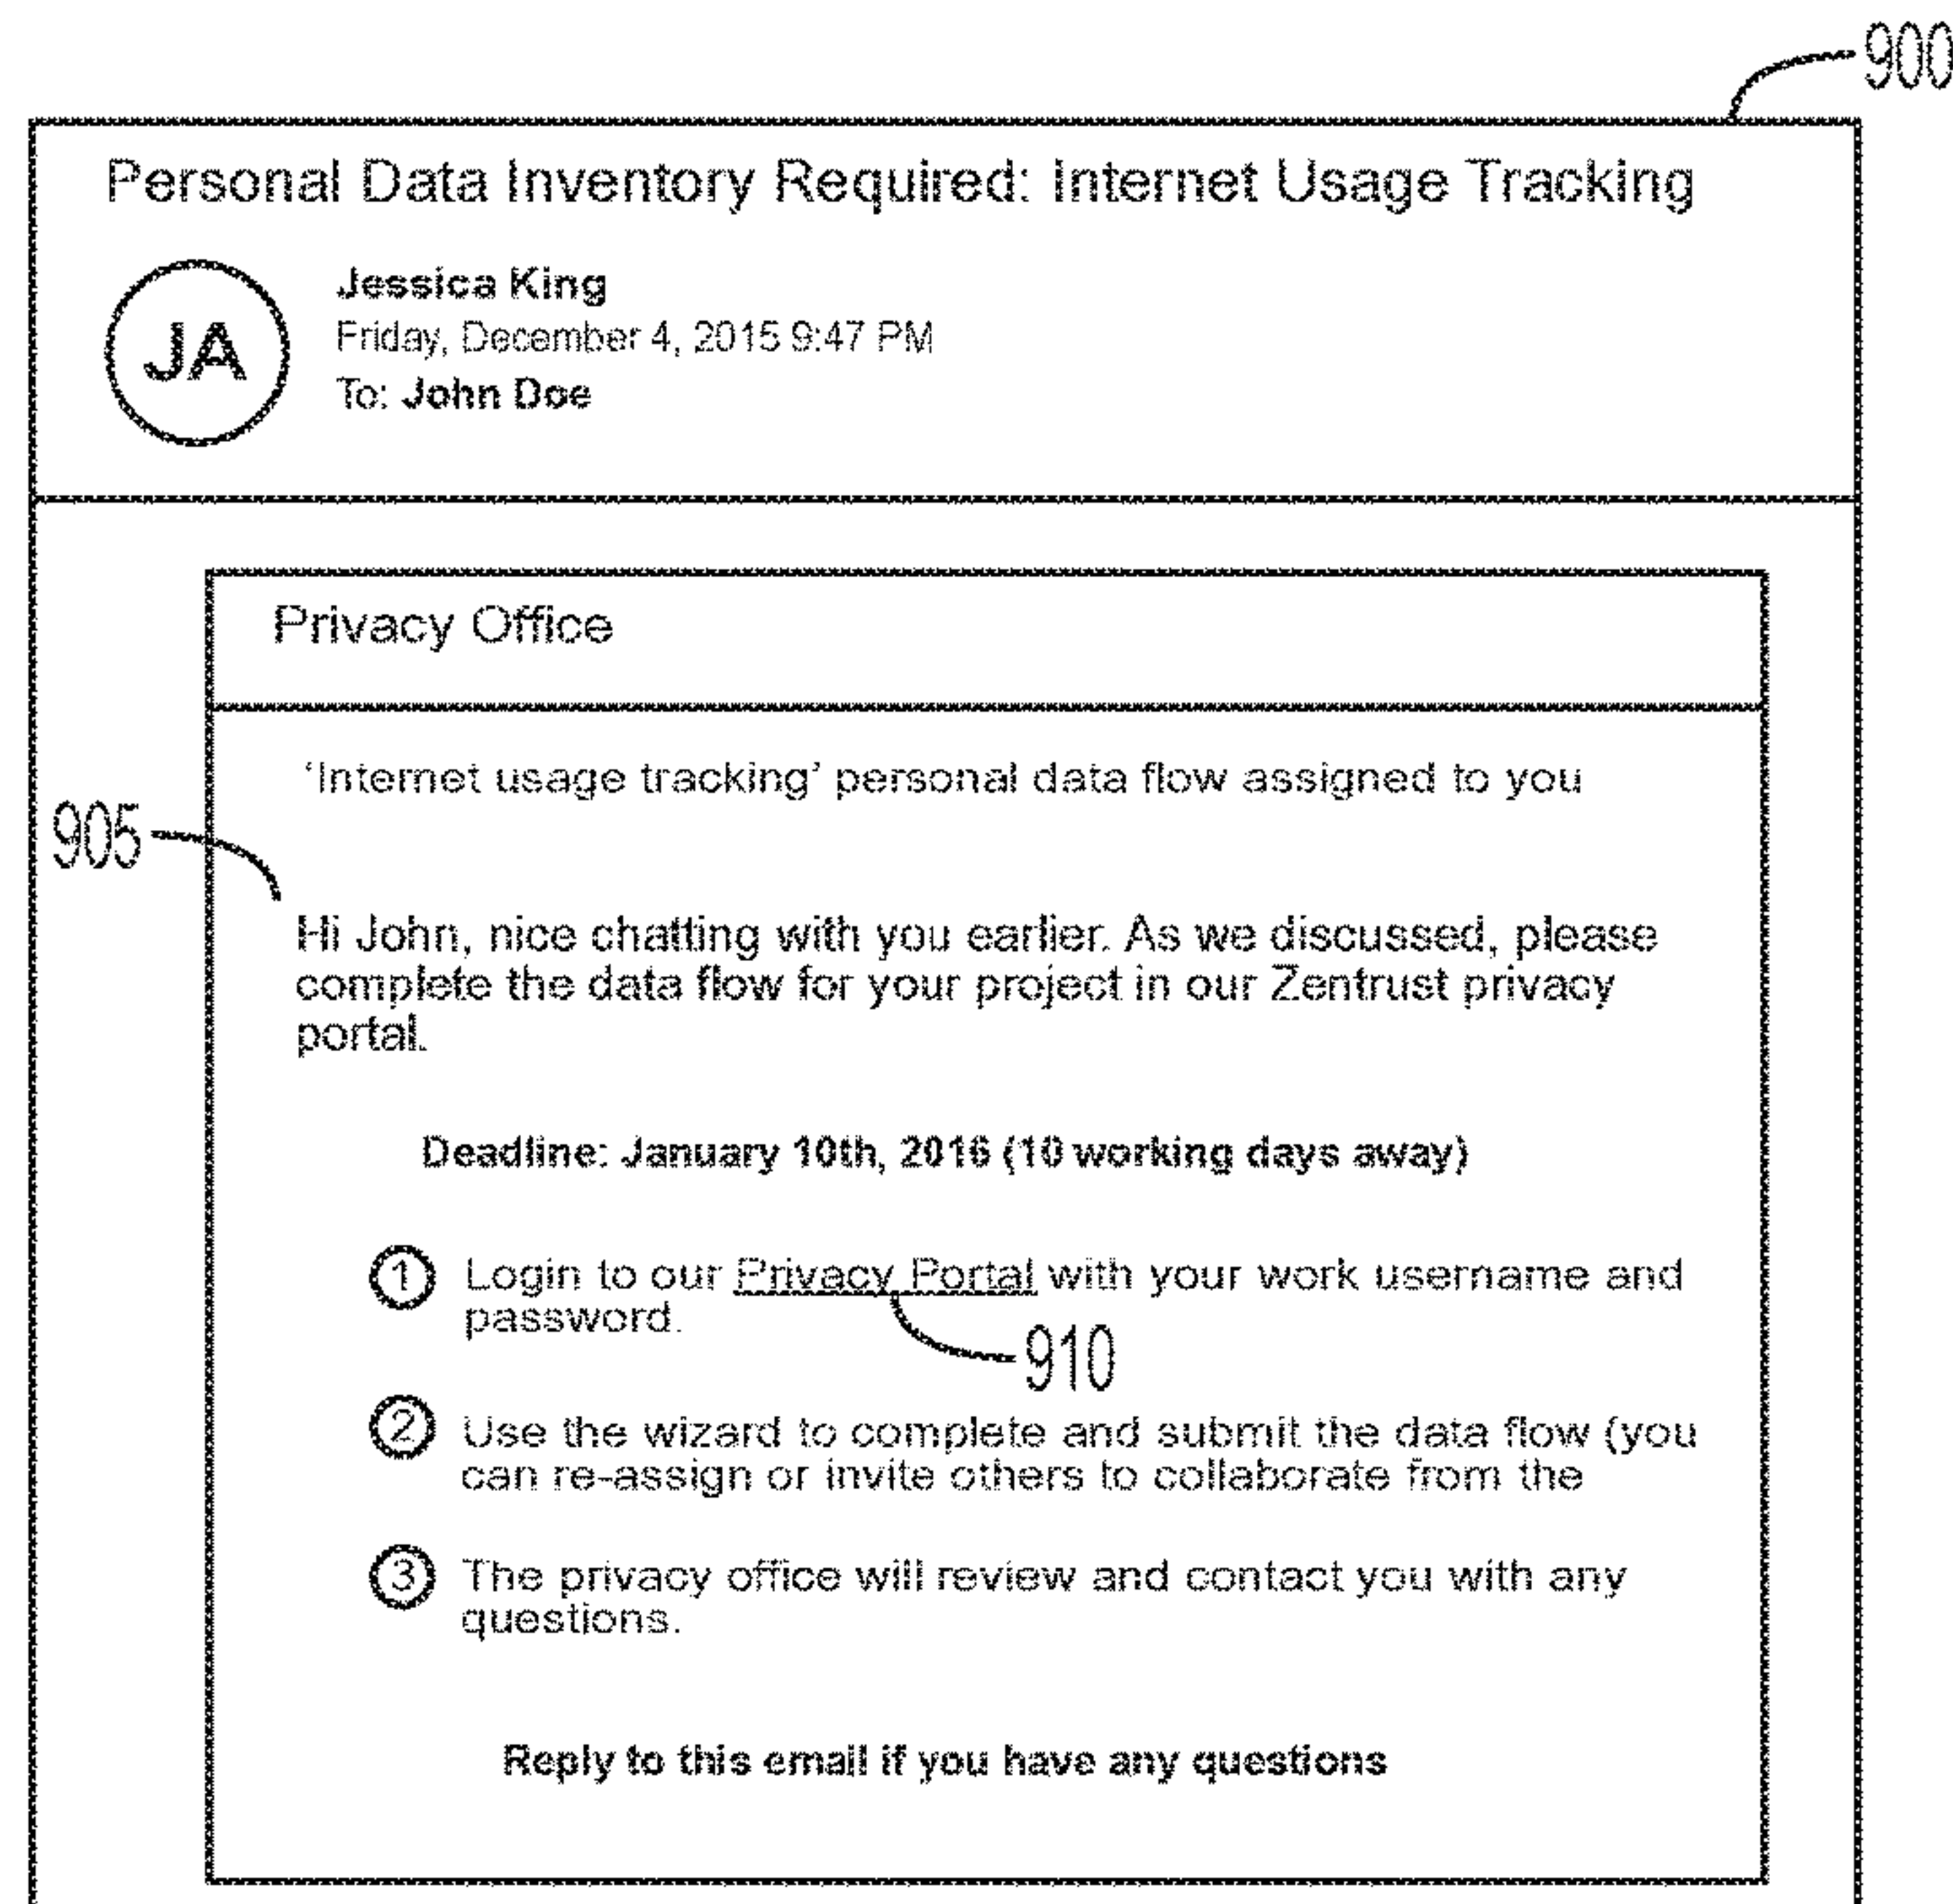 900
Personal Data Inventory Required: Internet Usage Tracking
JA
Jessica King
Friday, December 4, 2015 9:47 PM
To: John Doe
Privacy Office
‘Internet usage tracking’ personal data flow assigned to you
905
Hi John, nice chatting with you earlier. As we discussed, please
complete the data flow for your project in our Zentrust privacy
portal.
Deadline: January 10th, 2016 (10 working days away)
1 Login to our Privacy Portal with your work username and
password.
910
2 Use the wizard to complete and submit the data flow (you
can re-assign or invite others to collaborate from the
3 The privacy office will review and contact you with any
questions.
Reply to this email if you have any questions